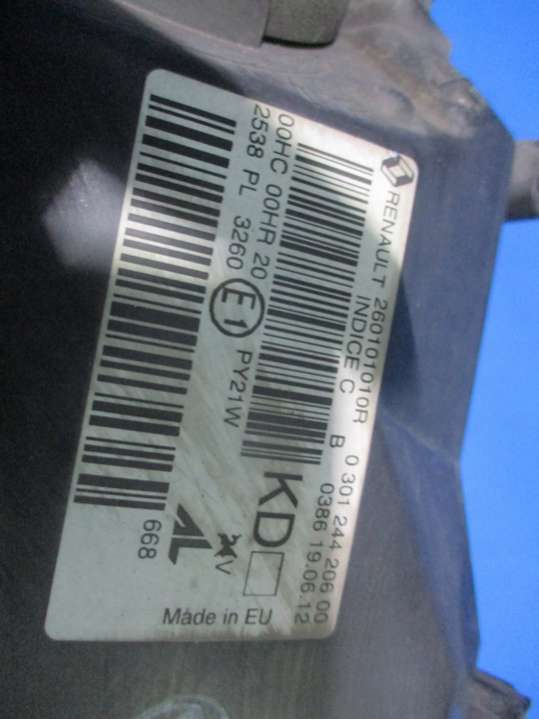 RENAULT 260101010R
INDICE C
B
0 301 244 206 00
0386 19.06.12
00HC 00HR 20
2538 PL 3260
E1
PY21W
KD
AL
V
668
Made in EU